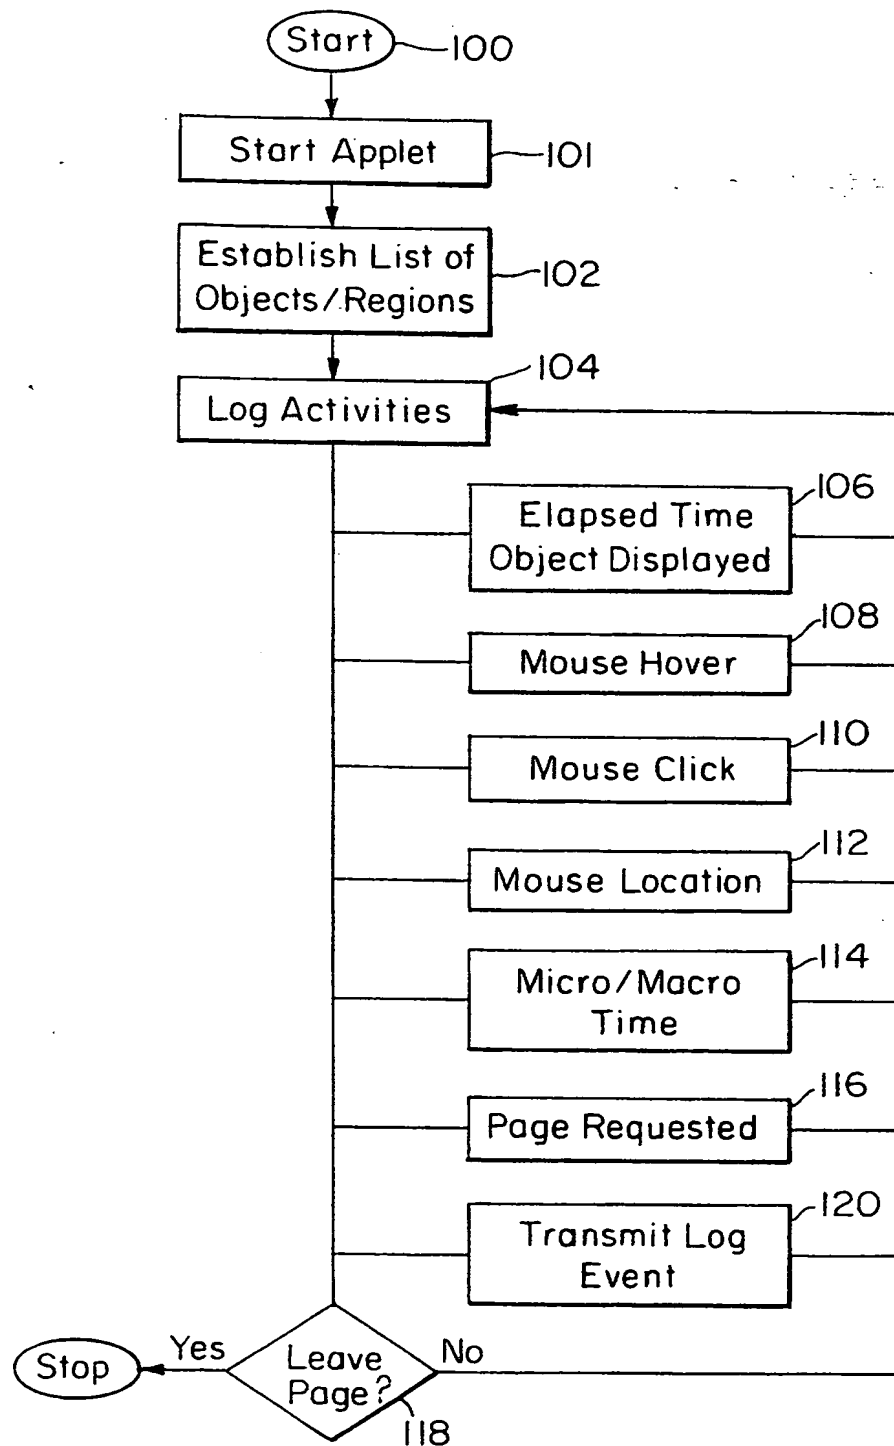 Start
100
Start Applet
101
Establish List of
Objects/Regions
102
104
Log Activities
106
Elapsed Time
Object Displayed
108
Mouse Hover
110
Mouse Click
112
Mouse Location
114
Micro/Macro
Time
116
Page Requested
120
Transmit Log
Event
Stop
Yes
Leave
Page?
No
118